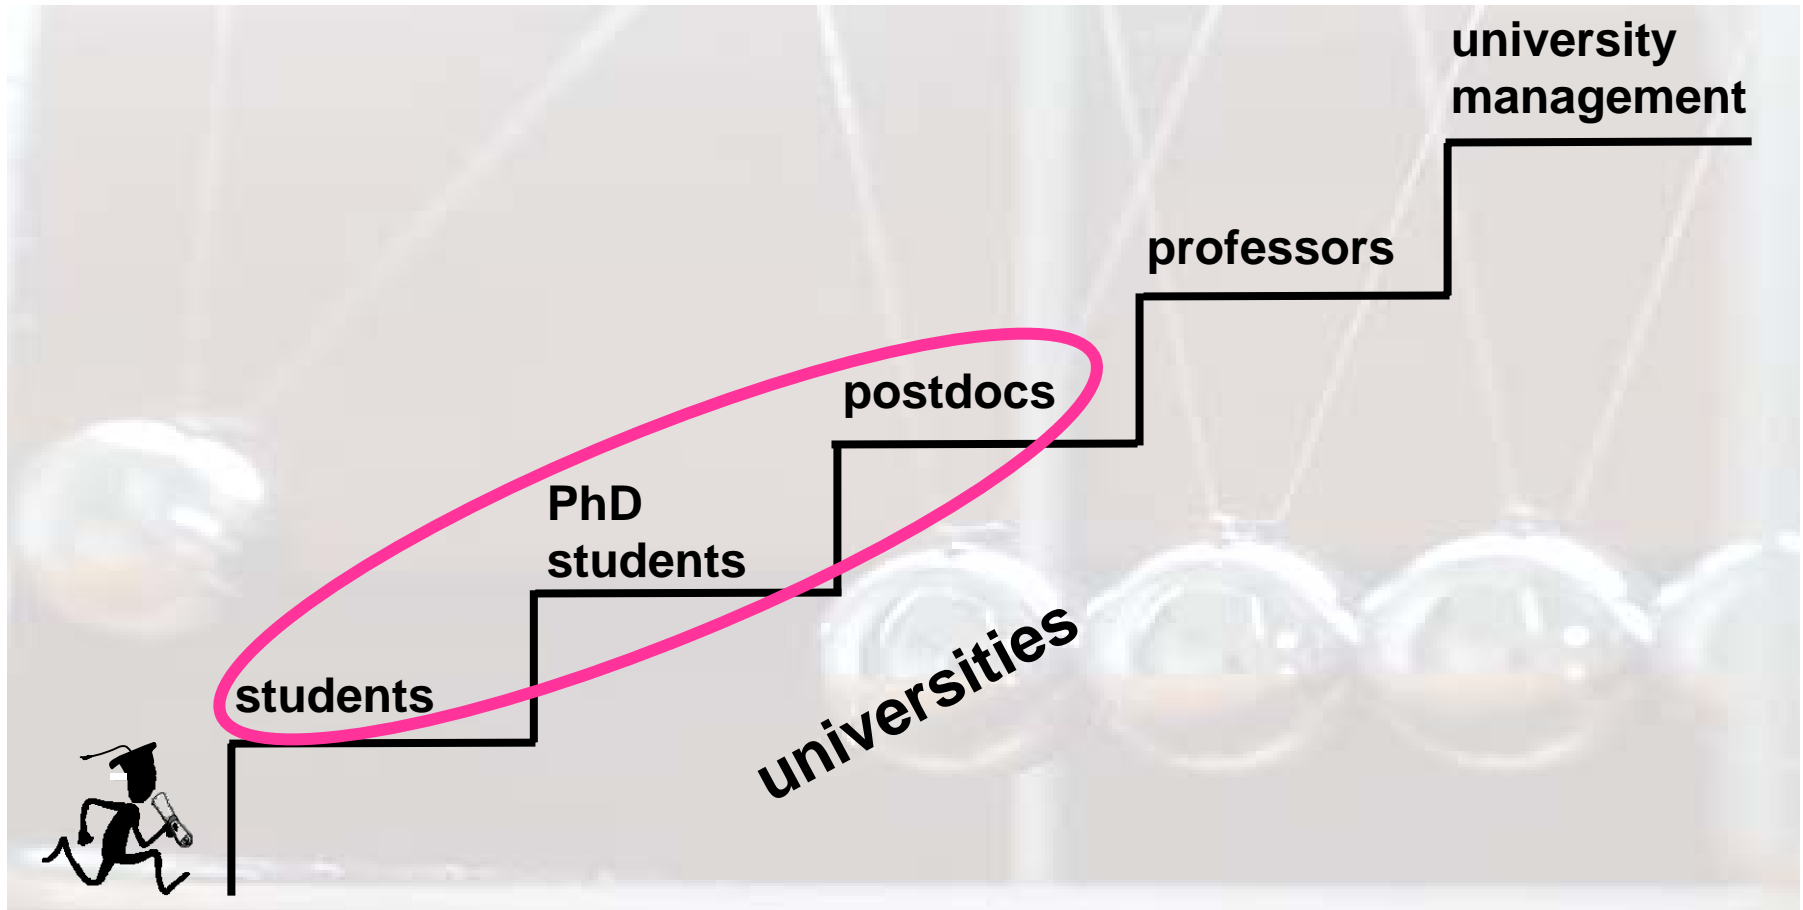 university
management
professors
postdocs
PhD
students
students
universities